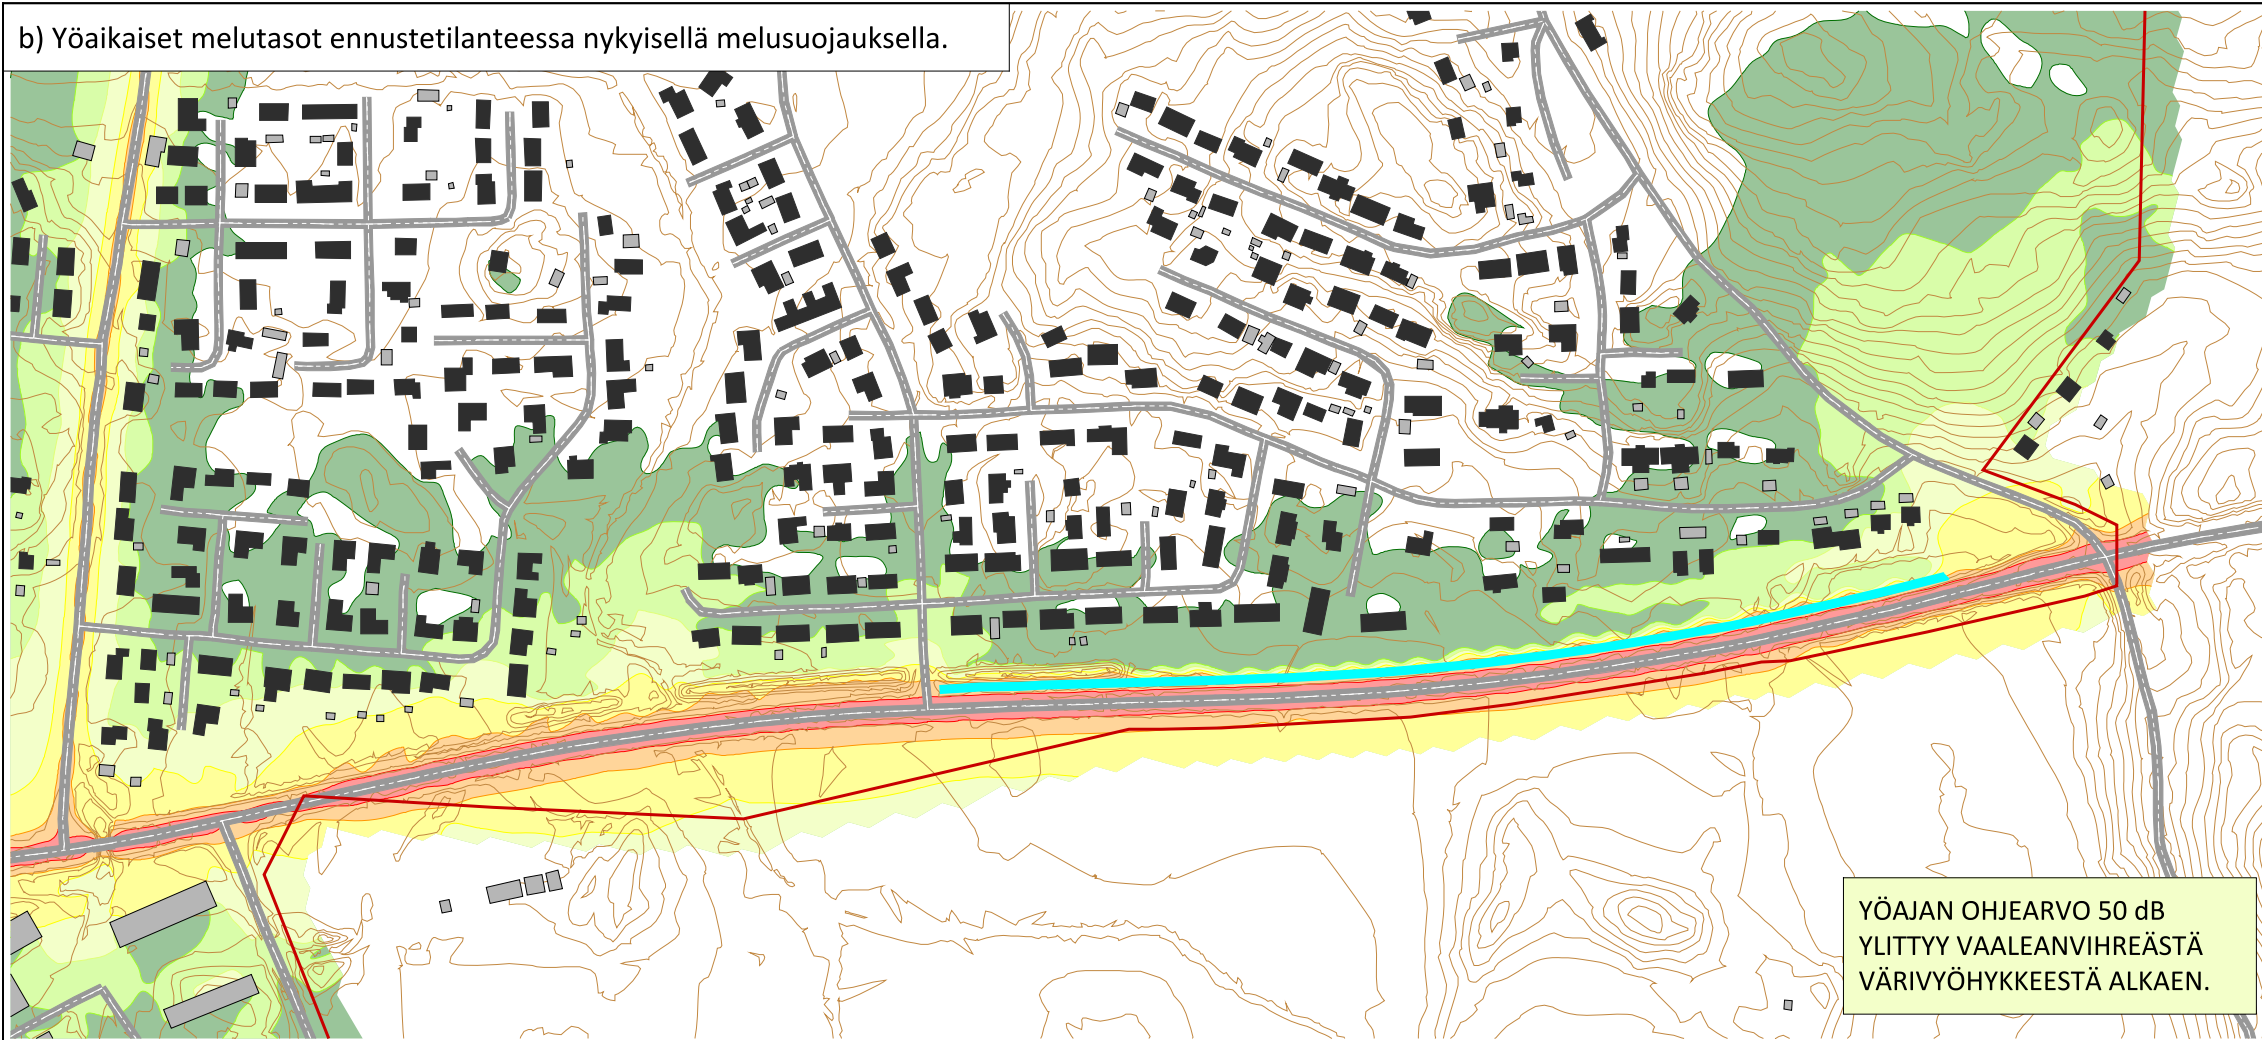 b) Yöaikaiset melutasot ennustetilanteessa nykyisellä melusuojauksella.
YÖAJAN OHJEARVO 50 dB
YLITTYY VAALEANVIHREÄSTÄ
VÄRIVYÖHYKKEESTÄ ALKAEN.